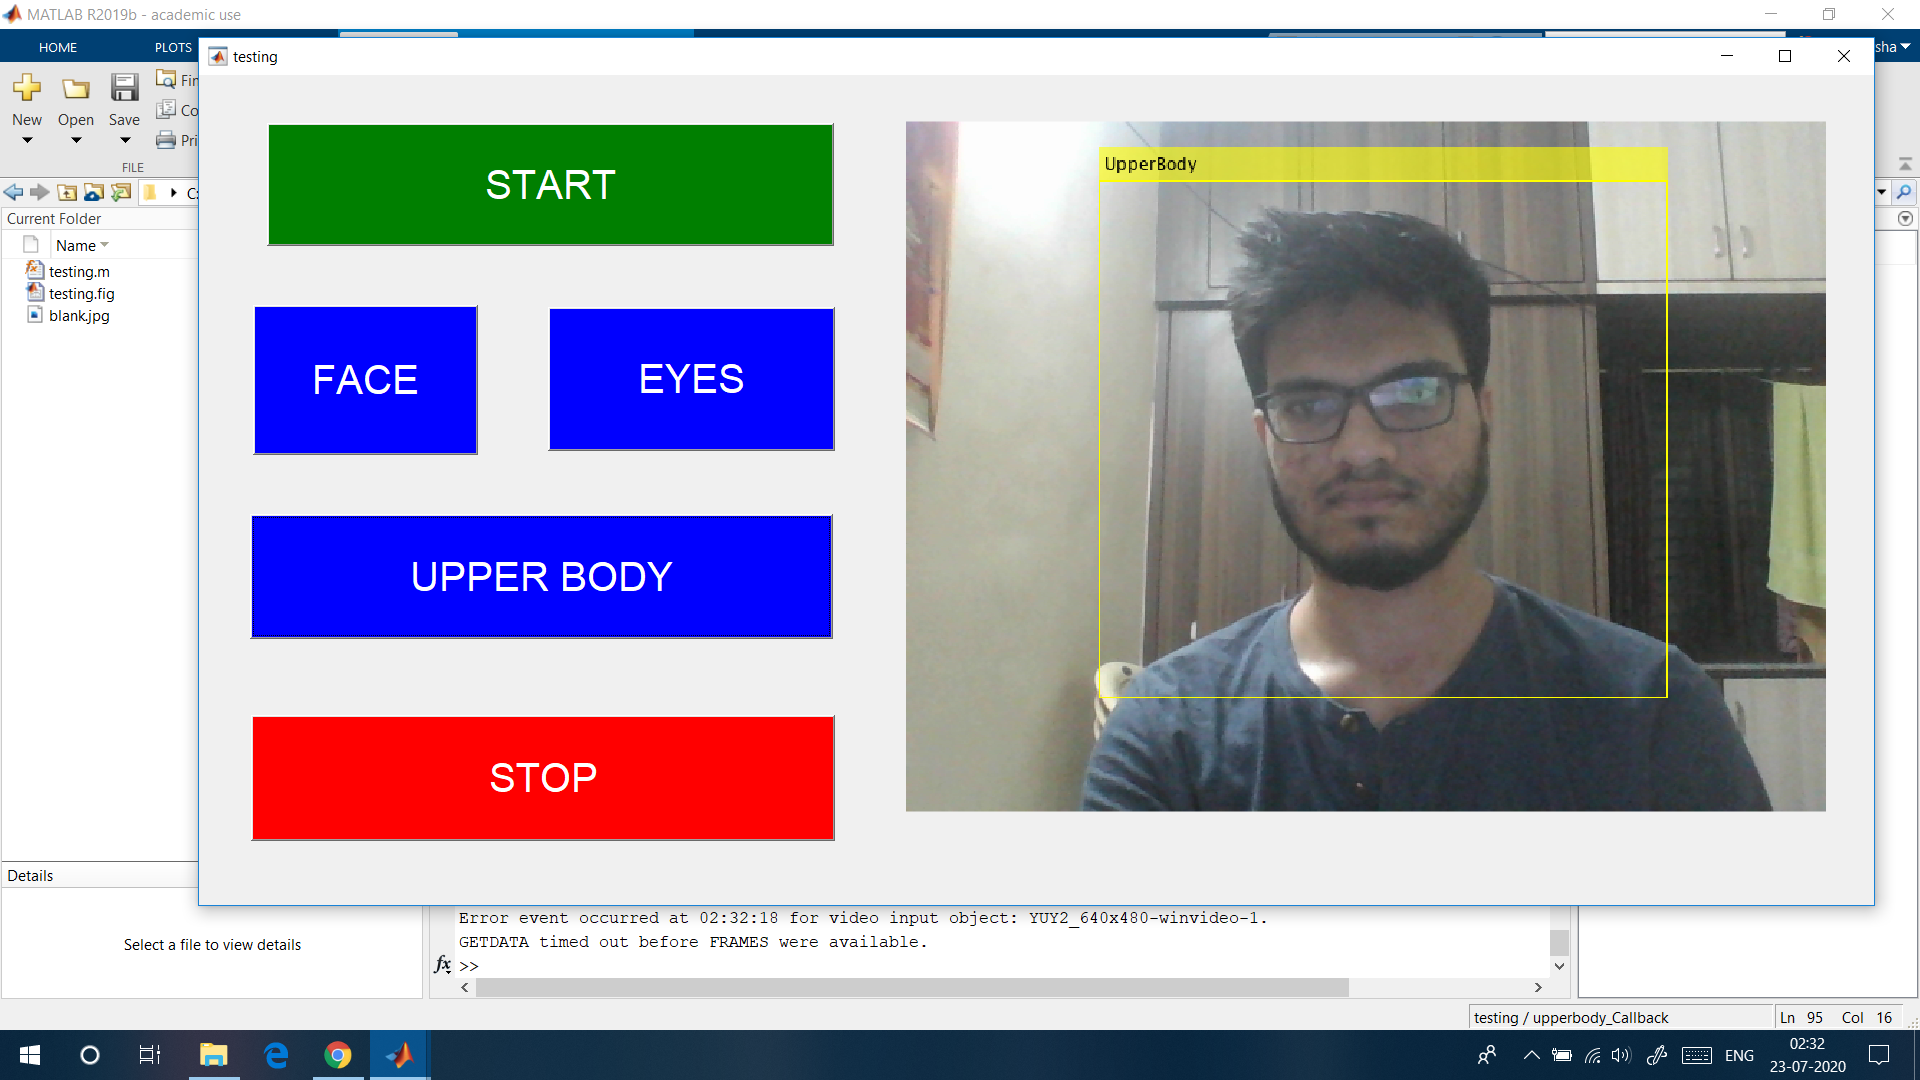 MATLAB R2019b - academic use
HOME
PLOTS
sha
testing
New
Open
Save
Fin
Co
Pri
FILE
C:
Current Folder
Name
testing.m
testing.fig
blank.jpg
START
FACE
EYES
UPPER BODY
STOP
UpperBody
Details
Select a file to view details
Error event occurred at 02:32:18 for video input object: YUY2_640x480-winvideo-1.
GETDATA timed out before FRAMES were available.
fx >>
testing / upperbody_Callback
Ln 95 Col 16
ENG
02:32
23-07-2020